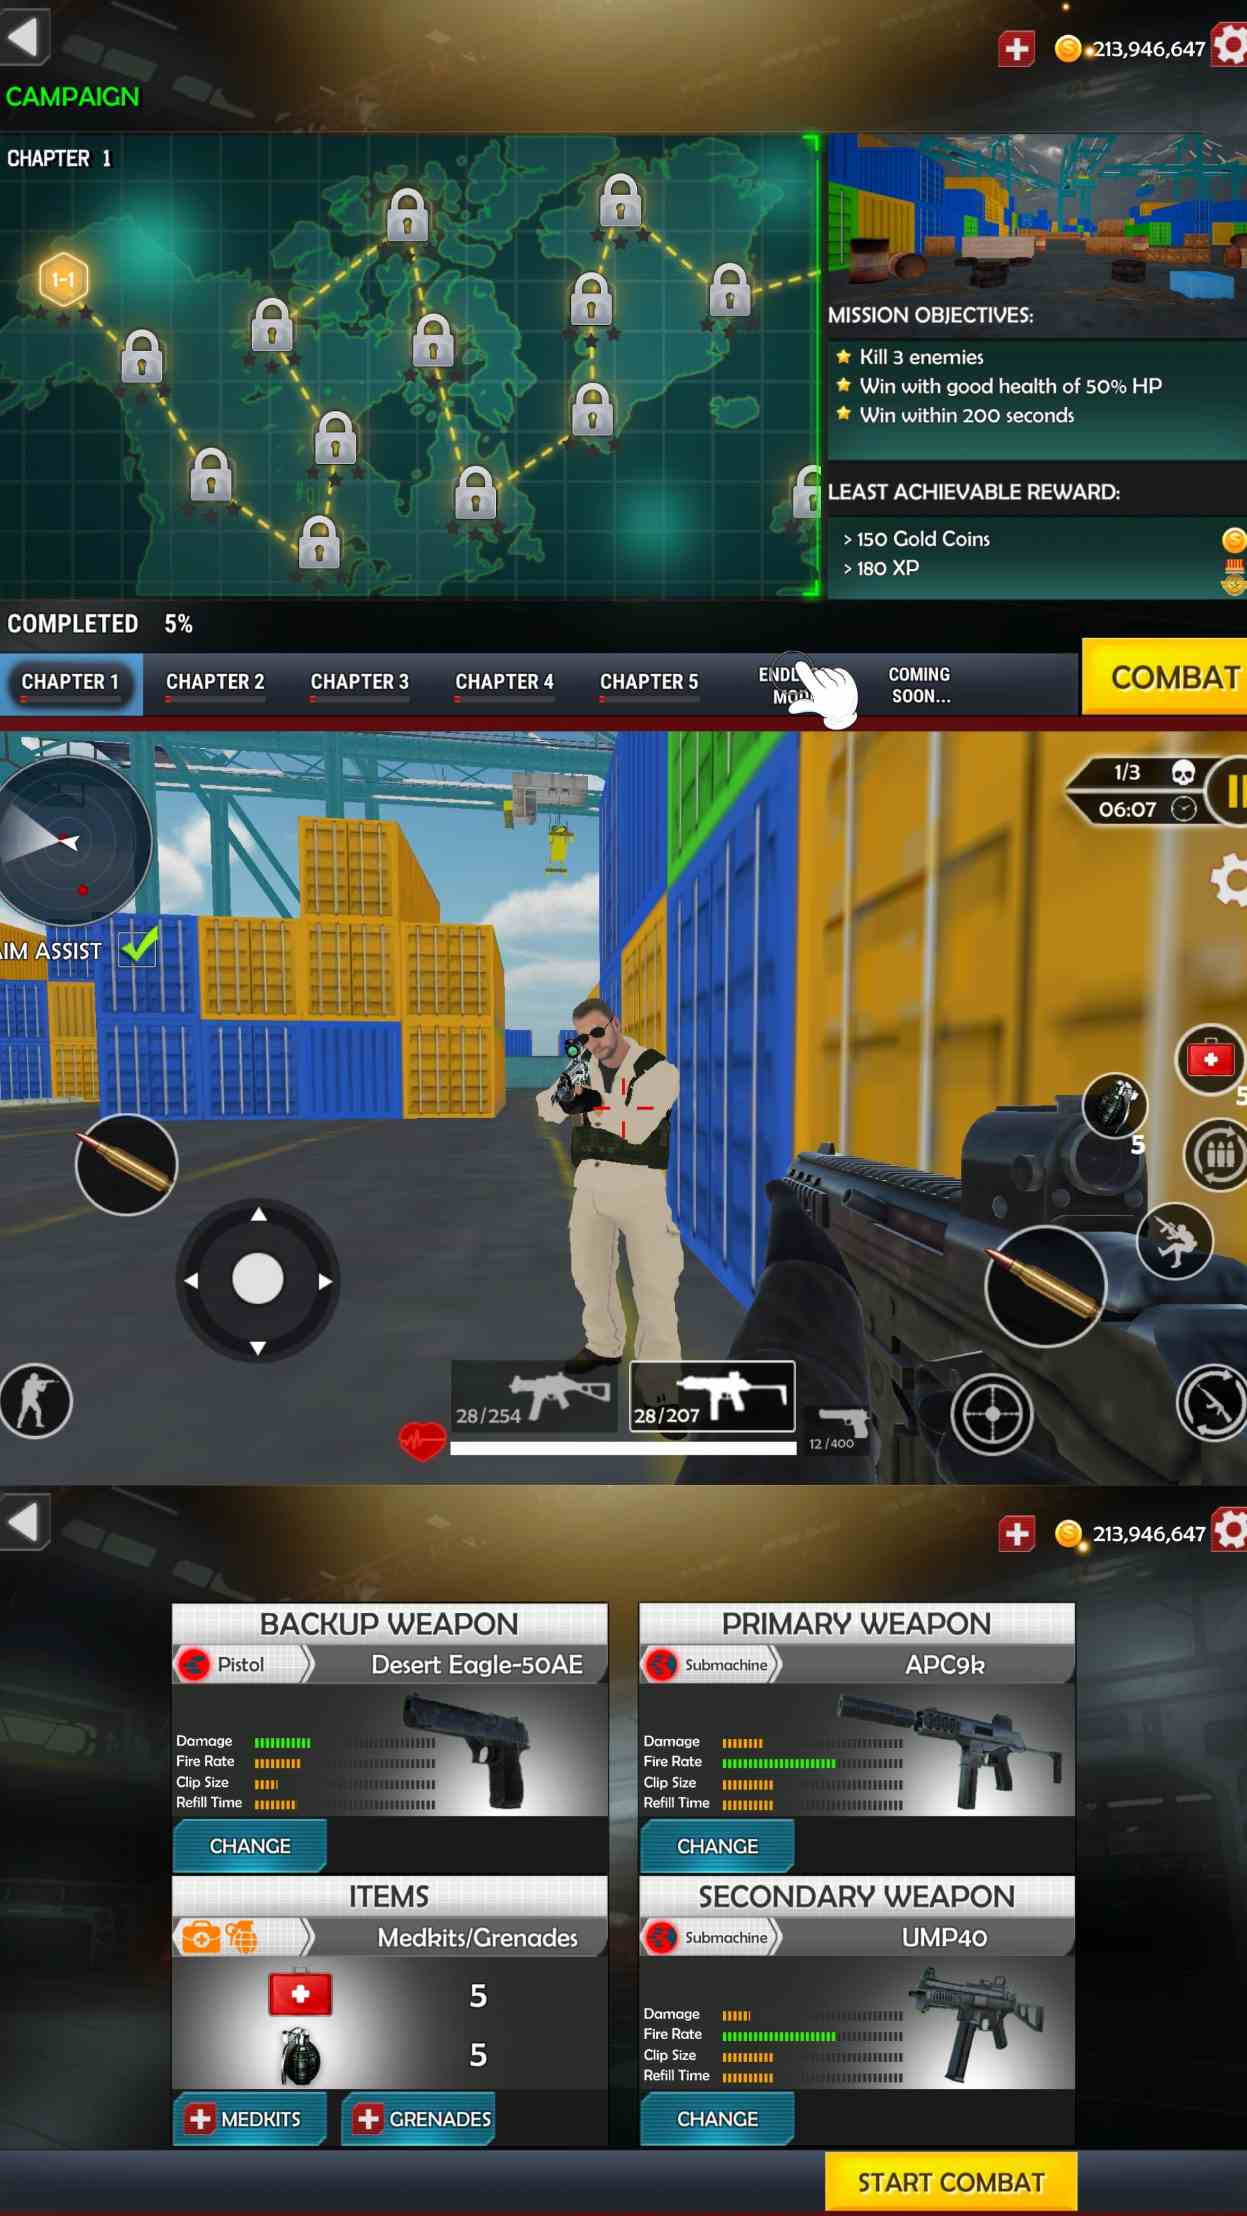 213,946,647
CAMPAIGN
CHAPTER 1
1-1
MISSION OBJECTIVES:
Kill 3 enemies
Win with good health of 50% HP
Win within 200 seconds
LEAST ACHIEVABLE REWARD:
> 150 Gold Coins
> 180 XP
COMPLETED 5%
CHAPTER 1 CHAPTER 2 CHAPTER 3 CHAPTER 4 CHAPTER 5
COMING
SOON...
COMBAT
1/3
06:07
AIM ASSIST
5
5
28/254
28/207
12/400
213,946,647
BACKUP WEAPON
Pistol Desert Eagle-50AE
Damage
Fire Rate
Clip Size
Refill Time
CHANGE
PRIMARY WEAPON
Submachine APC9k
Damage
Fire Rate
Clip Size
Refill Time
CHANGE
ITEMS
Medkits/Grenades
5
5
MEDKITS GRENADES
SECONDARY WEAPON
Submachine UMP40
Damage
Fire Rate
Clip Size
Refill Time
CHANGE
START COMBAT